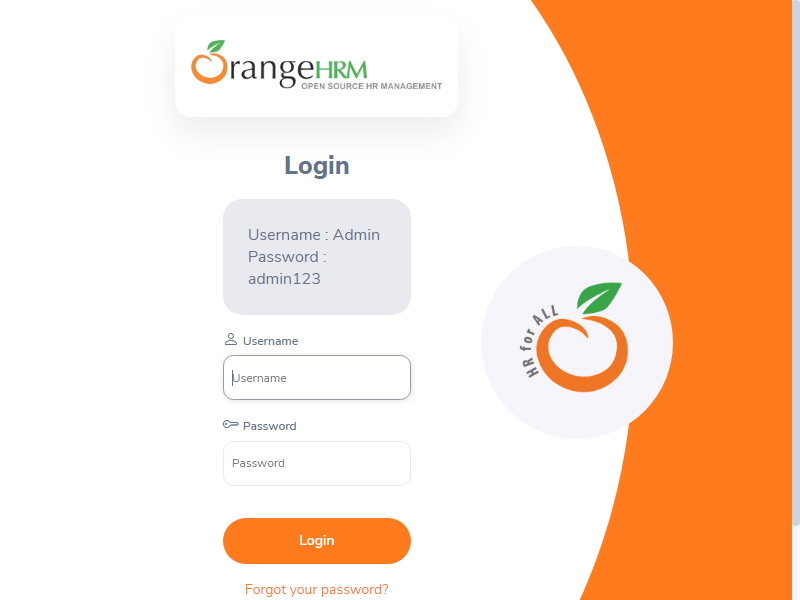 OrangeHRM
OPEN SOURCE HR MANAGEMENT
Login
Username : Admin
Password :
admin123
Username
Username
Password
Password
Login
Forgot your password?
HR for ALL